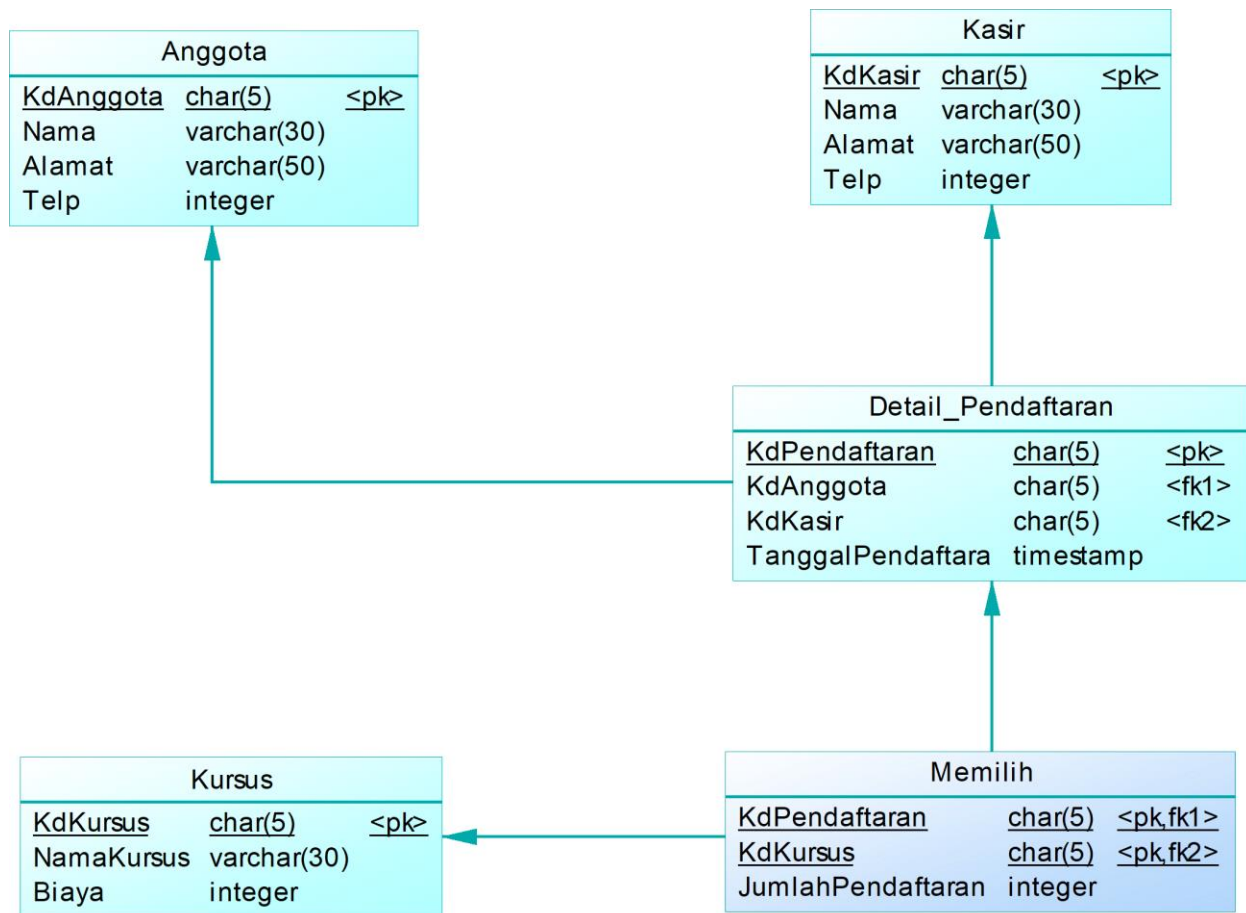 Anggota
KdAnggota char(5) <pk>
Nama varchar(30)
Alamat varchar(50)
Telp integer
Kasir
KdKasir char(5) <pk>
Nama varchar(30)
Alamat varchar(50)
Telp integer
Detail_Pendaftaran
KdPendaftaran char(5) <pk>
KdAnggota char(5) <fk1>
KdKasir char(5) <fk2>
TanggalPendaftara timestamp
Kursus
KdKursus char(5) <pk>
NamaKursus varchar(30)
Biaya integer
Memilih
KdPendaftaran char(5) <pk,fk1>
KdKursus char(5) <pk,fk2>
JumlahPendaftaran integer